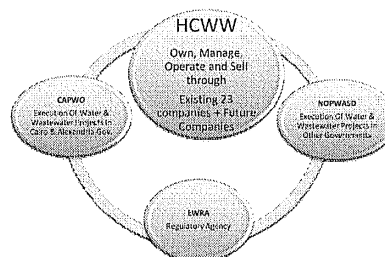 HCWW
Own, Manage,
Operate and Sell
through
Existing 23
companies + Future
Companies
CAPWO
Execution Of Water &
Wastewater Projects In
Cairo & Alexandria Gov.
NOPWASD
Execution Of Water &
Wastewater Projects In
Other Governments
EWRA
Regulatory Agency